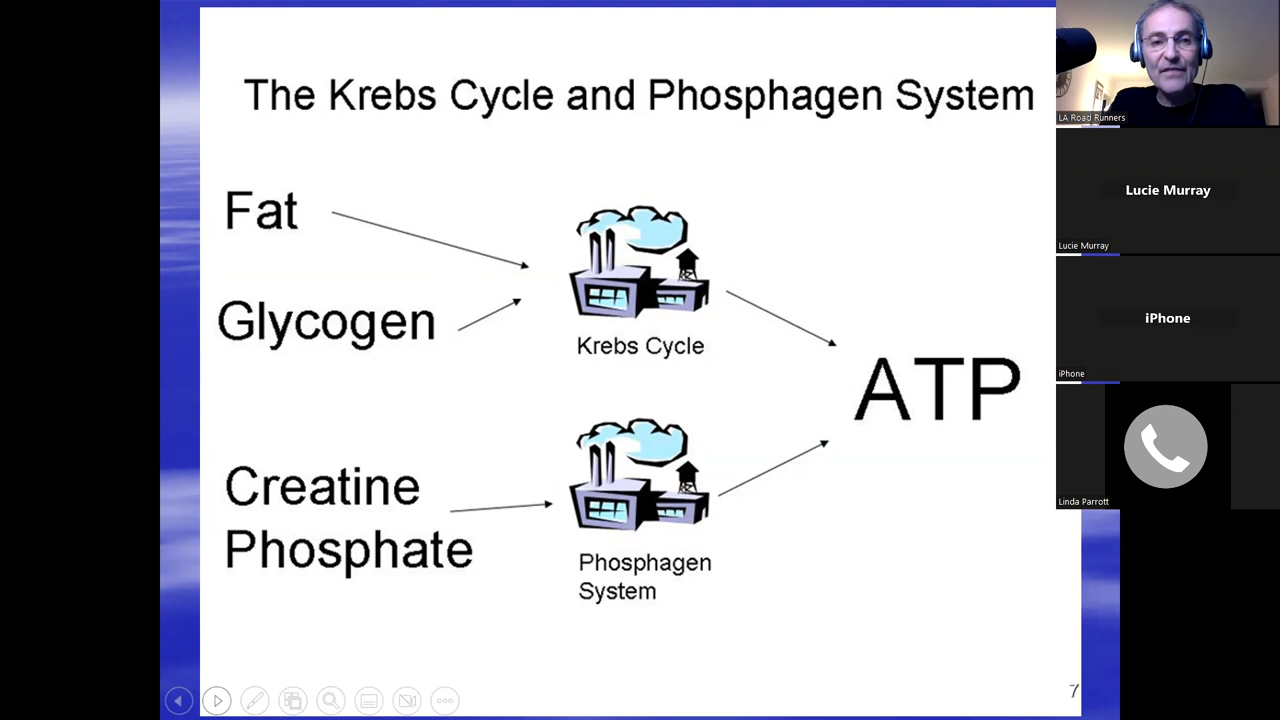 The Krebs Cycle and Phosphagen System
Fat
Glycogen
Krebs Cycle
ATP
Creatine
Phosphate
Phosphagen
System
7
LA Road Runners
Lucie Murray
Lucie Murray
iPhone
iPhone
Linda Parrott